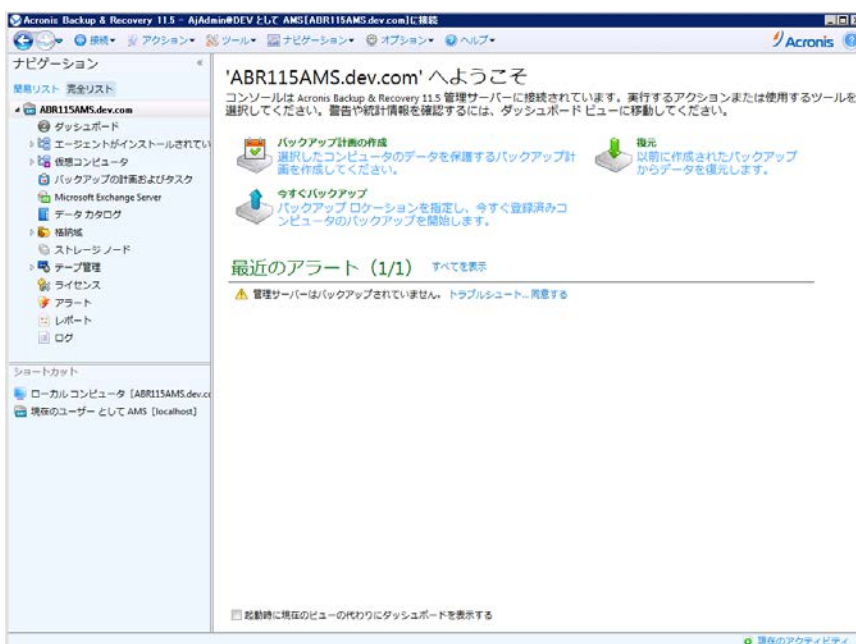 Acronis Backup & Recovery 11.5 - AjAdmin@DEV として AMS[ABR115AMS.dev.com]に接続
接続 アクション ツール ナビゲーション オプション ヘルプ Acronis
ナビゲーション
簡易リスト 完全リスト
ABR115AMS.dev.com
ダッシュボード
エージェントがインストールされてい
仮想コンピュータ
バックアップの計画およびタスク
Microsoft Exchange Server
データ カタログ
格納域
ストレージ ノード
テープ管理
ライセンス
アラート
レポート
ログ
ショートカット
ローカル コンピュータ [ABR115AMS.dev.cc
現在のユーザー として AMS [localhost]
'ABR115AMS.dev.com' へようこそ
コンソールは Acronis Backup & Recovery 11.5 管理サーバーに接続されています。実行するアクションまたは使用するツールを
選択してください。警告や統計情報を確認するには、ダッシュボード ビューに移動してください。
バックアップ計画の作成
選択したコンピュータのデータを保護するバックアップ計
画を作成してください。
復元
以前に作成されたバックアップ
からデータを復元します。
今すぐバックアップ
バックアップ ロケーションを指定し、今すぐ登録済みコ
ンピュータのバックアップを開始します。
最近のアラート (1/1) すべてを表示
管理サーバーはバックアップされていません。 トラブルシュート... 同意する
起動時に現在のビューの代わりにダッシュボードを表示する
現在のアクティビティ